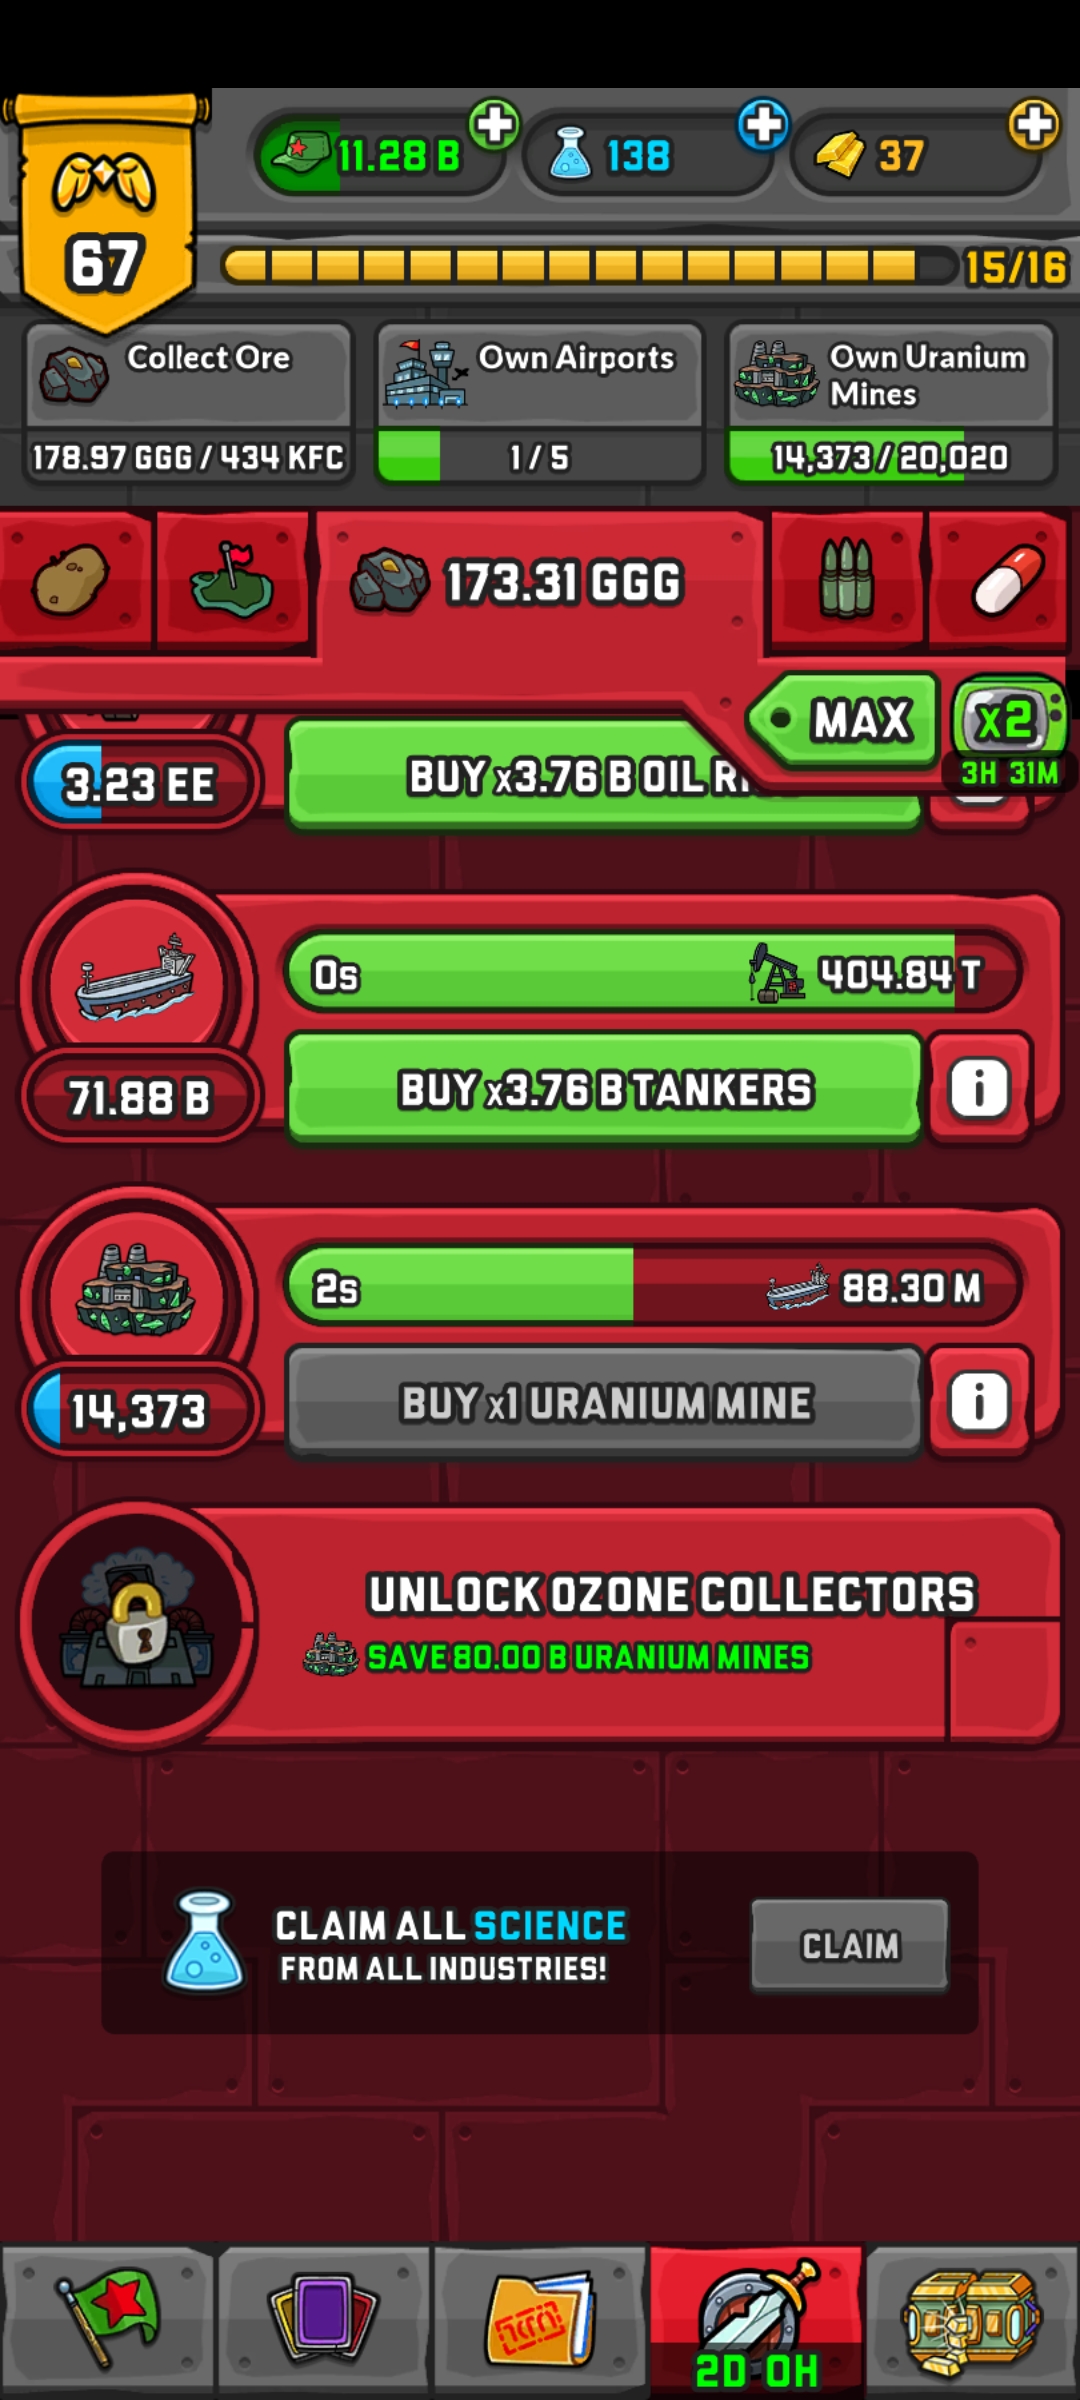 11.28 B
138
37
67
15/16
Collect Ore
178.97 GGG / 434 KFC
Own Airports
1 / 5
Own Uranium
Mines
14,373 / 20,020
173.31 GGG
MAX
x2
3H 31M
3.23 EE
BUY x3.76 B OIL
0s
404.84 T
71.88 B
BUY x3.76 B TANKERS
i
2s
88.30 M
14,373
BUY x1 URANIUM MINE
i
UNLOCK OZONE COLLECTORS
SAVE 80.00 B URANIUM MINES
CLAIM ALL SCIENCE
FROM ALL INDUSTRIES!
CLAIM
2D 0H